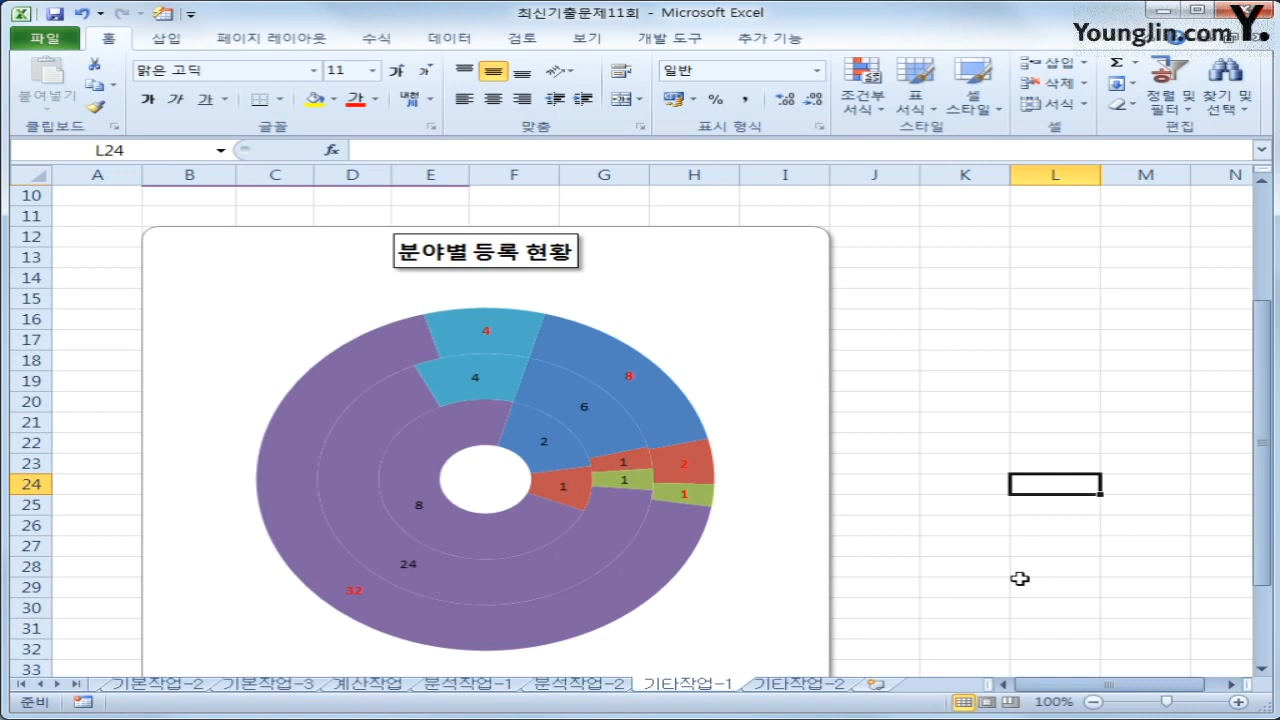 최신기출문제11회 - Microsoft Excel
YoungJin.com Y.
파일 홈 삽입 페이지 레이아웃 수식 데이터 검토 보기 개발 도구 추가 기능
맑은 고딕 11 가 가 일반 삽입 Σ
붙여넣기 가 가 가 가 내천 % , 조건부 서식 표 서식 셀 스타일 삭제 서식 정렬 및 필터 찾기 및 선택
클립보드 글꼴 맞춤 표시 형식 스타일 셀 편집
L24 fx
A B C D E F G H I J K L M N
10
11
12
분야별 등록 현황
13
14
15
16
4
17
18
4
19
8
20
6
21
22
2
23
1 2
24
1 1 1
25
8
26
27
28
24
29
32
30
31
32
33
기본작업-2 기본작업-3 계산작업 분석작업-1 분석작업-2 기타작업-1 기타작업-2
준비 100%